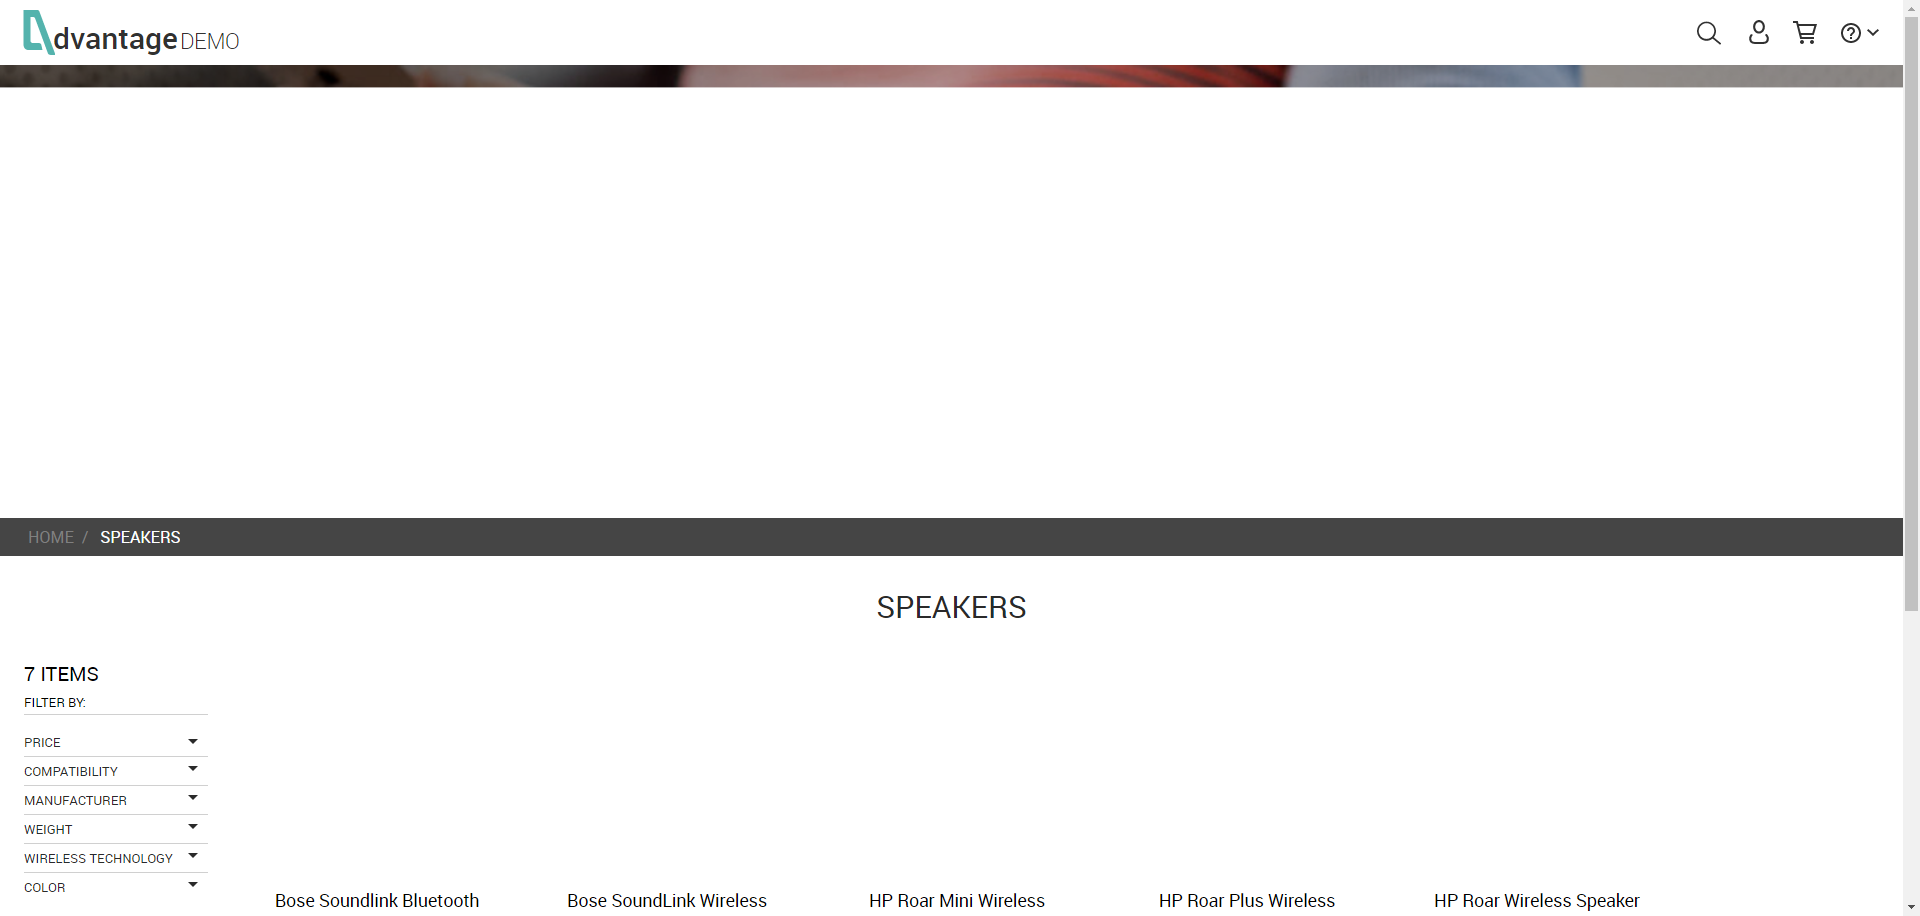 dvantage DEMO
HOME / SPEAKERS
SPEAKERS
7 ITEMS
FILTER BY:
PRICE
COMPATIBILITY
MANUFACTURER
WEIGHT
WIRELESS TECHNOLOGY
COLOR
Bose Soundlink Bluetooth
Bose SoundLink Wireless
HP Roar Mini Wireless
HP Roar Plus Wireless
HP Roar Wireless Speaker